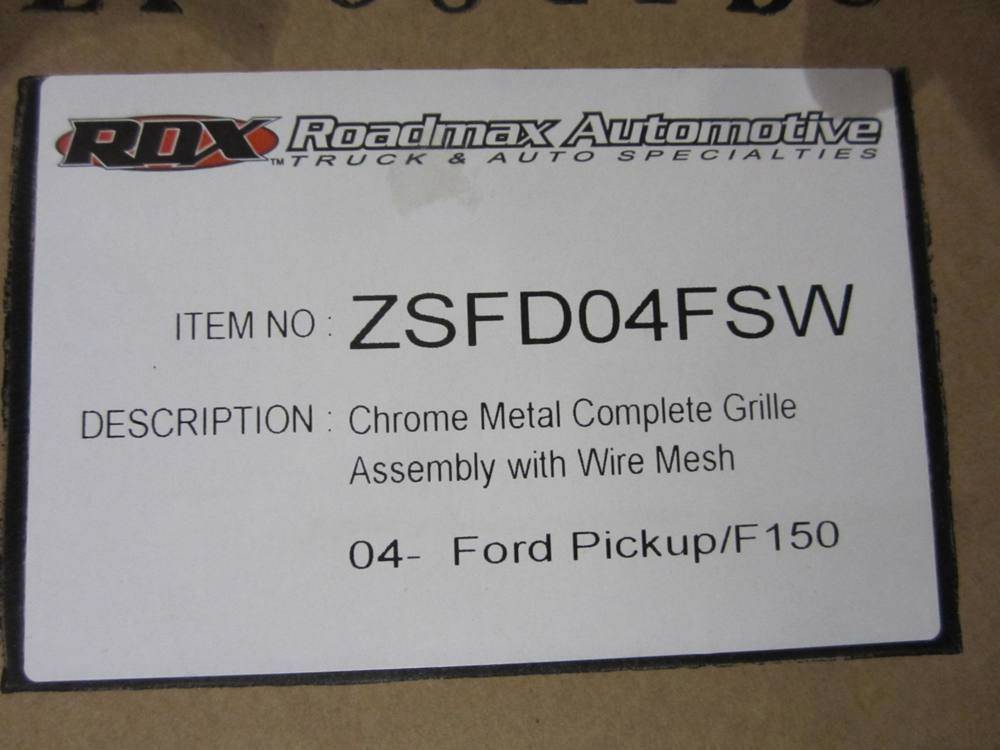 RDX™ Roadmax Automotive
TRUCK & AUTO SPECIALTIES
ITEM NO : ZSFD04FSW
DESCRIPTION : Chrome Metal Complete Grille
Assembly with Wire Mesh
04- Ford Pickup/F150